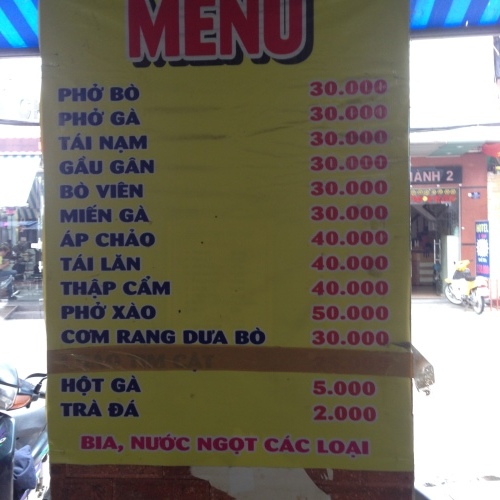 MENU
PHỞ BÒ 30.000
PHỞ GÀ 30.000
TÁI NẠM 30.000
GẦU GÂN 30.000
BÒ VIÊN 30.000
MIẾN GÀ 30.000
ÁP CHẢO 40.000
TÁI LĂN 40.000
THẬP CẨM 40.000
PHỞ XÀO 50.000
CƠM RANG DƯA BÒ 30.000
HỘT GÀ 5.000
TRÀ ĐÁ 2.000
BIA, NƯỚC NGỌT CÁC LOẠI
MẠNH 2